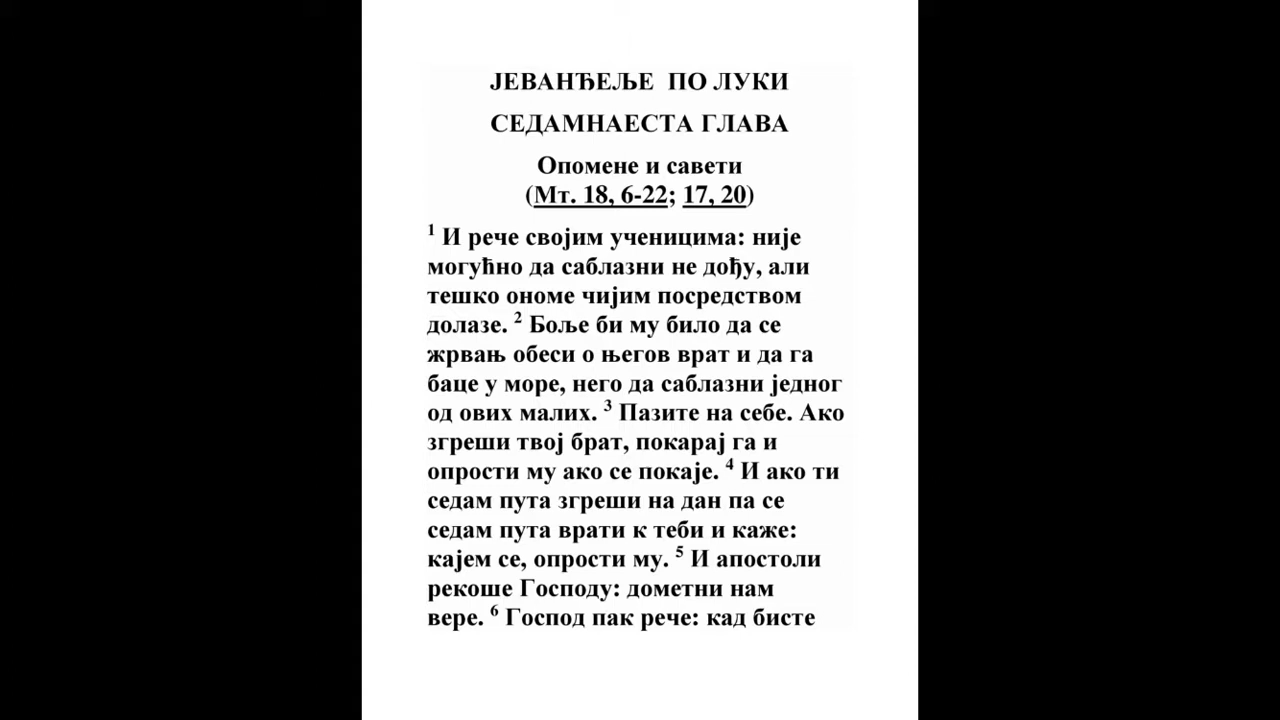 ЈЕВАНЂЕЉЕ ПО ЛУКИ
СЕДАМНАЕСТА ГЛАВА
Опомене и савети
(Мт. 18, 6-22; 17, 20)
1 И рече својим ученицима: није
могућно да саблазни не дођу, али
тешко ономе чијим посредством
долазе. 2 Боље би му било да се
жрвањ обеси о његов врат и да га
баце у море, него да саблазни једног
од ових малих. 3 Пазите на себе. Ако
згреши твој брат, покарај га и
опрости му ако се покаје. 4 И ако ти
седам пута згреши на дан па се
седам пута врати к теби и каже:
кајем се, опрости му. 5 И апостоли
рекоше Господу: дометни нам
вере. 6 Господ пак рече: кад бисте